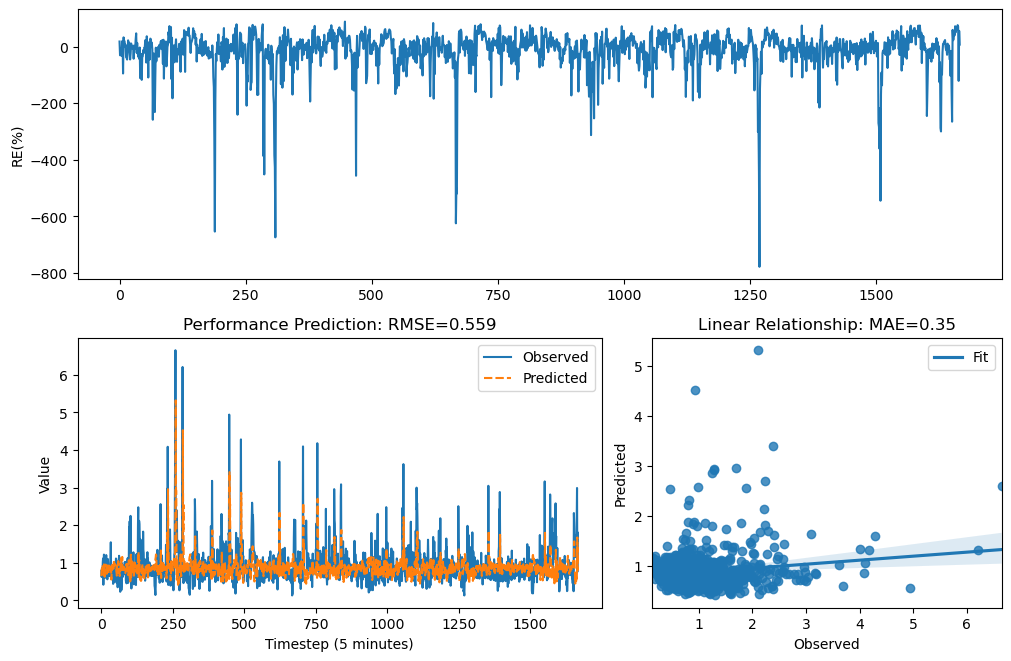 RE(%)
0
−200
−400
−600
−800
0 250 500 750 1000 1250 1500
Performance Prediction: RMSE=0.559
Observed
Predicted
Value
6
5
4
3
2
1
0
0 250 500 750 1000 1250 1500
Timestep (5 minutes)
Linear Relationship: MAE=0.35
Fit
Predicted
5
4
3
2
1
1 2 3 4 5 6
Observed